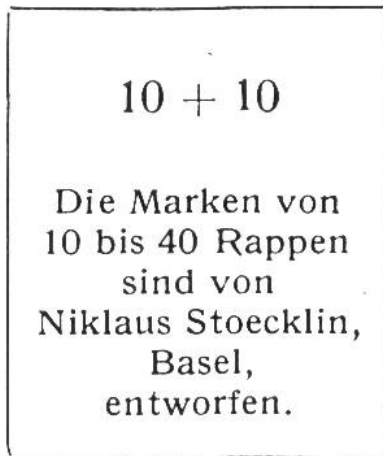 10 + 10
Die Marken von
10 bis 40 Rappen
sind von
Niklaus Stoecklin,
Basel,
entworfen.